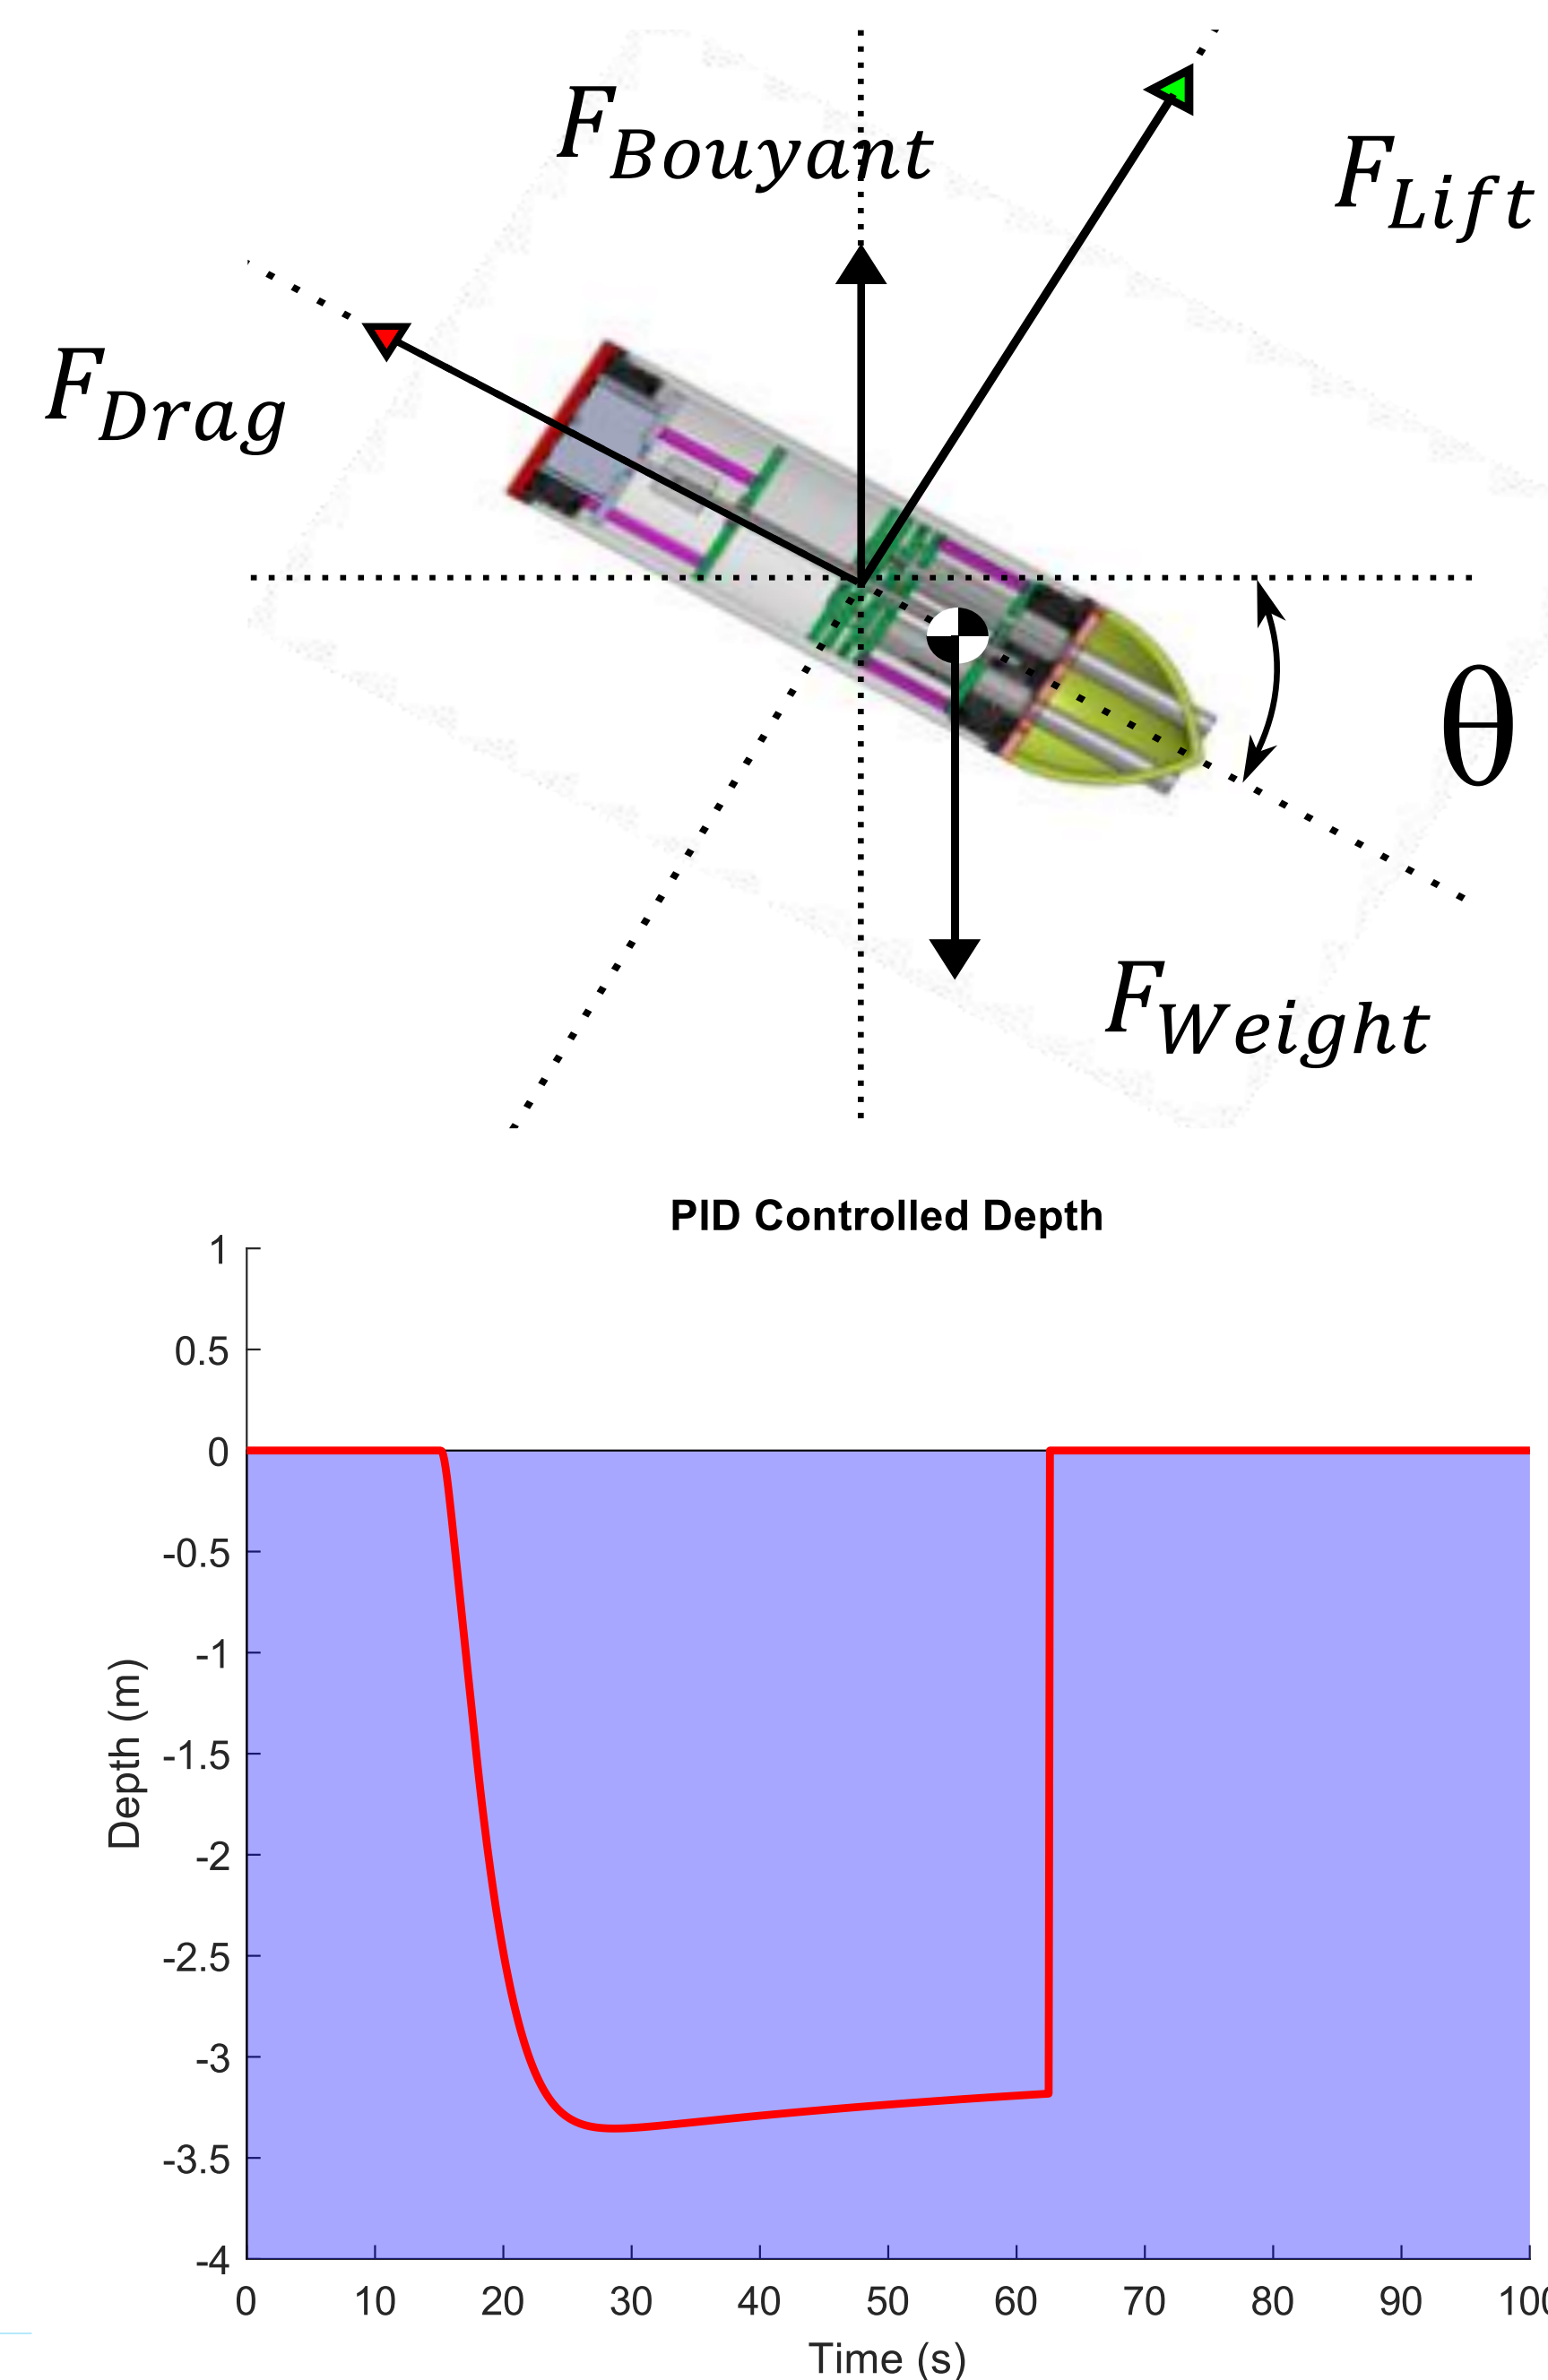 F_Bouyant
F_Lift
F_Drag
θ
F_Weight
PID Controlled Depth
1
0.5
0
-0.5
-1
-1.5
-2
-2.5
-3
-3.5
-4
Depth (m)
0 10 20 30 40 50 60 70 80 90 100
Time (s)